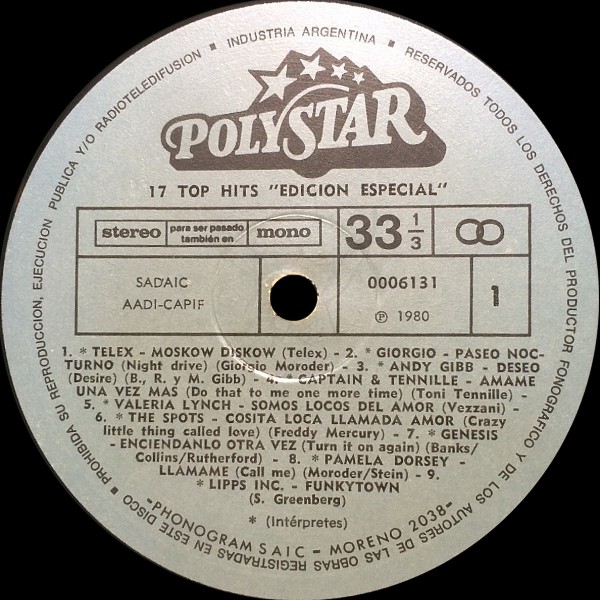 PROHIBIDA SU REPRODUCCION, EJECUCION PUBLICA Y/O RADIOTELEDIFUSION ■ INDUSTRIA ARGENTINA ■ RESERVADOS TODOS LOS DERECHOS DEL PRODUCTOR FONOGRAFICO Y DE LOS AUTORES DE LAS OBRAS REGISTRADAS EN ESTE DISCO ■
POLYSTAR
17 TOP HITS "EDICION ESPECIAL"
stereo para ser pasado también en mono
33 1/3
SADAIC
AADI-CAPIF
0006131
℗ 1980
1
1. * TELEX - MOSKOW DISKOW (Telex) - 2. * GIORGIO - PASEO NOC-
TURNO (Night drive) (Giorgio Moroder) - 3. * ANDY GIBB - DESEO
(Desire) (B., R. y M. Gibb) - 4. * CAPTAIN & TENNILLE - AMAME
UNA VEZ MAS (Do that to me one more time) (Toni Tennille) -
5. * VALERIA LYNCH - SOMOS LOCOS DEL AMOR (Vezzani) -
6. * THE SPOTS - COSITA LOCA LLAMADA AMOR (Crazy
little thing called love) (Freddy Mercury) - 7. * GENESIS -
ENCIENDANLO OTRA VEZ (Turn it on again) (Banks/
Collins/Rutherford) - 8. * PAMELA DORSEY -
LLAMAME (Call me) (Moroder/Stein) - 9.
* LIPPS INC. - FUNKYTOWN
(S. Greenberg)
* (Intérpretes)
-PHONOGRAM SAIC - MORENO 2038-